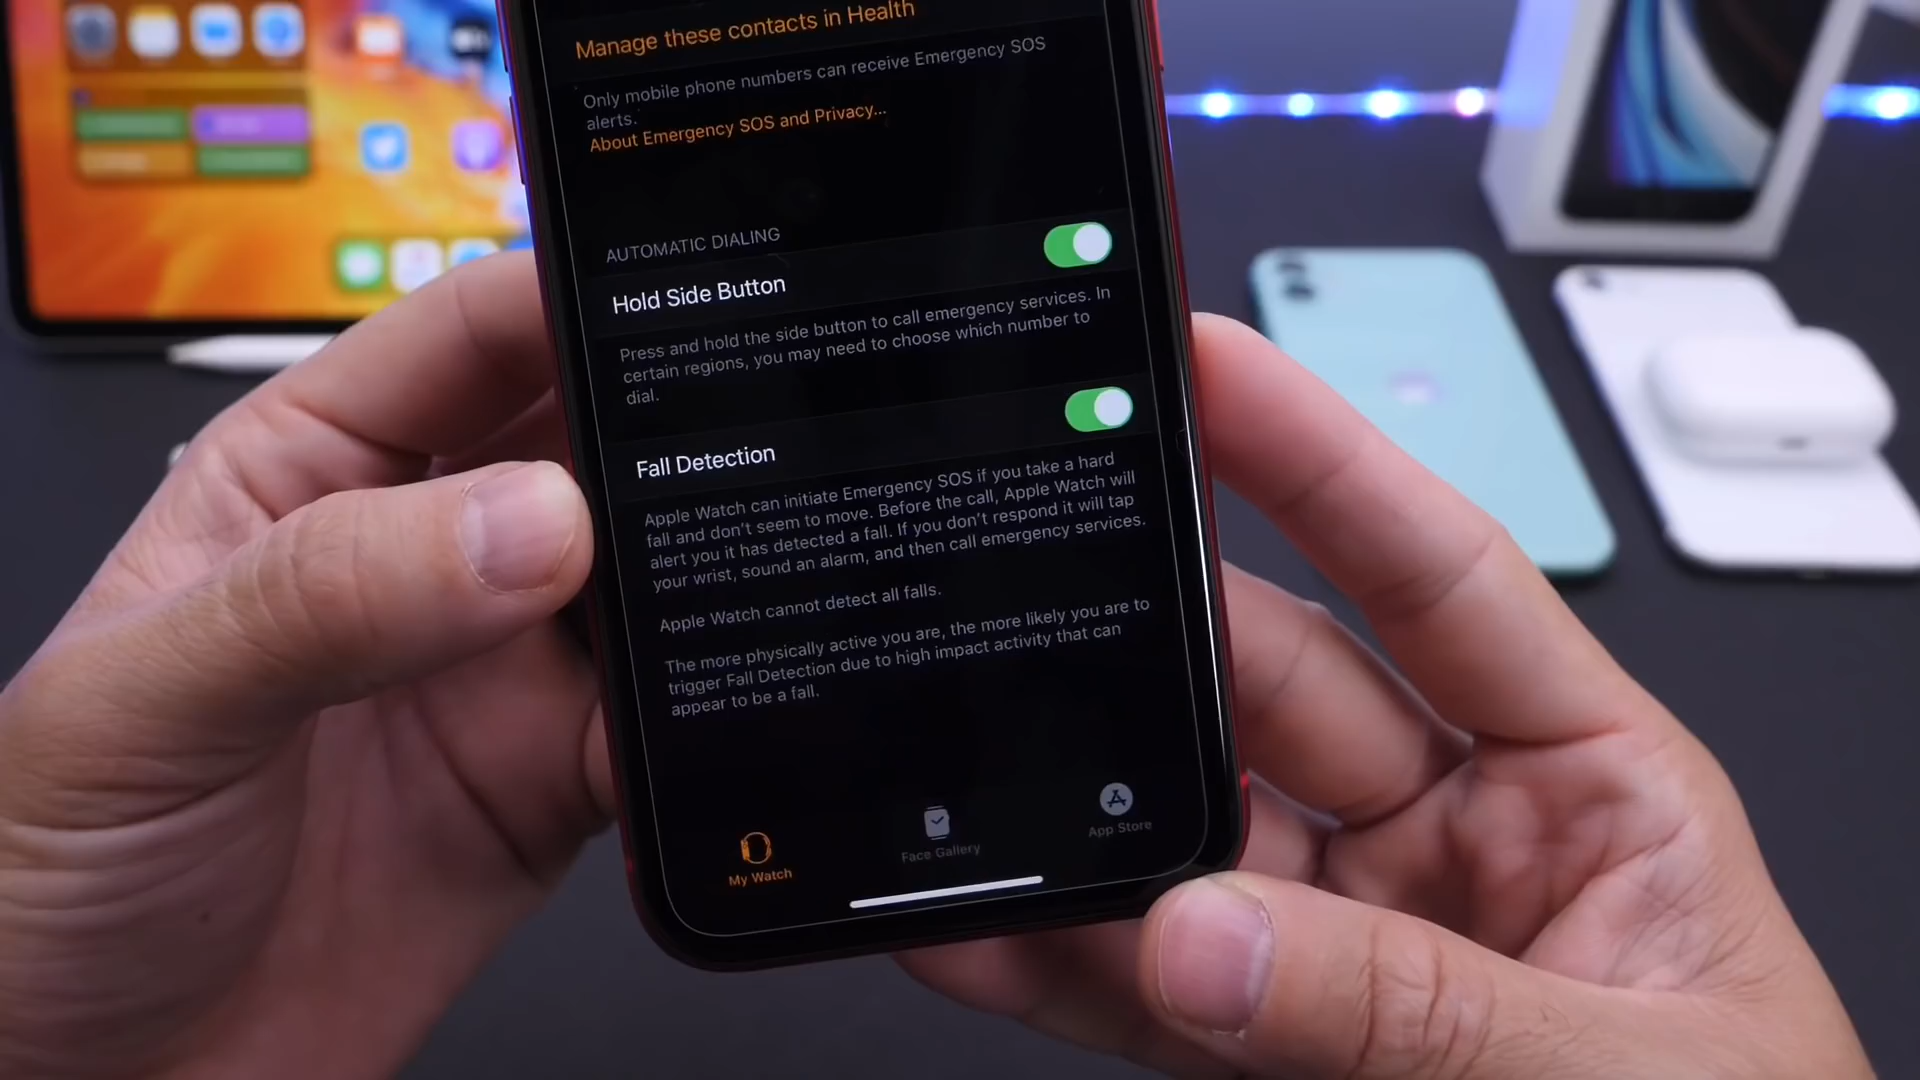 Manage these contacts in Health
Only mobile phone numbers can receive Emergency SOS
alerts.
About Emergency SOS and Privacy...
AUTOMATIC DIALING
Hold Side Button
Press and hold the side button to call emergency services. In
certain regions, you may need to choose which number to
dial.
Fall Detection
Apple Watch can initiate Emergency SOS if you take a hard
fall and don't seem to move. Before the call, Apple Watch will
alert you it has detected a fall. If you don't respond it will tap
your wrist, sound an alarm, and then call emergency services.
Apple Watch cannot detect all falls.
The more physically active you are, the more likely you are to
trigger Fall Detection due to high impact activity that can
appear to be a fall.
My Watch
Face Gallery
App Store